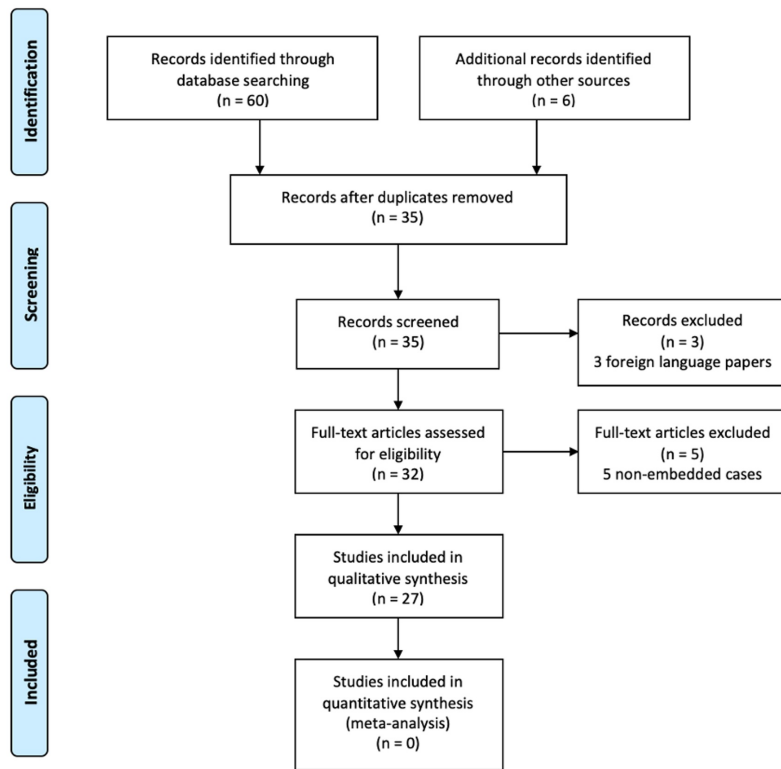 Identification
Records identified through
database searching
(n = 60)
Additional records identified
through other sources
(n = 6)
Records after duplicates removed
(n = 35)
Screening
Records screened
(n = 35)
Records excluded
(n = 3)
3 foreign language papers
Eligibility
Full-text articles assessed
for eligibility
n = 32)
Full-text articles excluded
(n = 5)
5 non-embedded cases
Studies included in
qualitative synthesis
(n = 27)
Included
Studies included in
quantitative synthesis
(meta-analysis)
(n = 0)